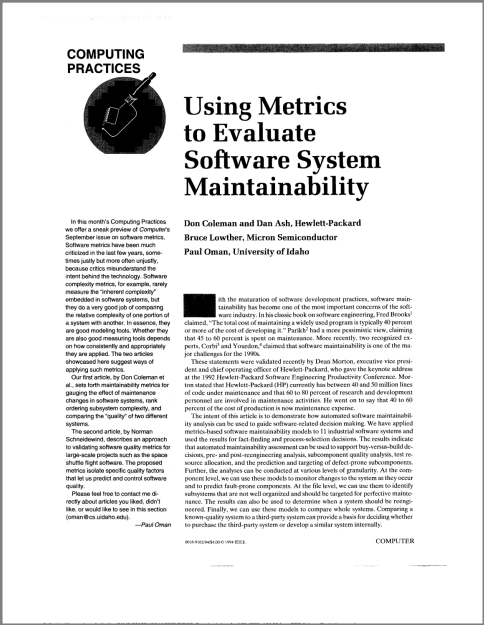 COMPUTING
PRACTICES
Using Metrics
to Evaluate
Software System
Maintainability
Don Coleman and Dan Ash, Hewlett-Packard
Bruce Lowther, Micron Semiconductor
Paul Oman, University of Idaho
In this month's Computing Practices
we offer a sneak preview of Computer's
September issue on software metrics.
Software metrics have been much
criticized in the last few years, some-
times justly but more often unjustly,
because critics misunderstand the
intent behind the technology. Software
complexity metrics, for example, rarely
measure the "inherent complexity"
embedded in software systems, but
they do a very good job of comparing
the relative complexity of one portion of
a system with another. In essence, they
are good modeling tools. Whether they
are also good measuring tools depends
on how consistently and appropriately
they are applied. The two articles
showcased here suggest ways of
applying such metrics.
Our first article, by Don Coleman et
al., sets forth maintainability metrics for
gauging the effect of maintenance
changes in software systems, rank
ordering subsystem complexity, and
comparing the "quality" of two different
systems.
The second article, by Norman
Schneidewind, describes an approach
to validating software quality metrics for
large-scale projects such as the space
shuttle flight software. The proposed
metrics isolate specific quality factors
that let us predict and control software
quality.
Please feel free to contact me di-
rectly about articles you liked, didn't
like, or would like to see in this section
(oman@cs.uidaho.edu).
—Paul Oman
ith the maturation of software development practices, software main-
tainability has become one of the most important concerns of the soft-
ware industry. In his classic book on software engineering, Fred Brooks¹
claimed, "The total cost of maintaining a widely used program is typically 40 percent
or more of the cost of developing it." Parikh² had a more pessimistic view, claiming
that 45 to 60 percent is spent on maintenance. More recently, two recognized ex-
perts, Corbi³ and Yourdon,⁴ claimed that software maintainability is one of the ma-
jor challenges for the 1990s.
These statements were validated recently by Dean Morton, executive vice presi-
dent and chief operating officer of Hewlett-Packard, who gave the keynote address
at the 1992 Hewlett-Packard Software Engineering Productivity Conference. Mor-
ton stated that Hewlett-Packard (HP) currently has between 40 and 50 million lines
of code under maintenance and that 60 to 80 percent of research and development
personnel are involved in maintenance activities. He went on to say that 40 to 60
percent of the cost of production is now maintenance expense.
The intent of this article is to demonstrate how automated software maintainabil-
ity analysis can be used to guide software-related decision making. We have applied
metrics-based software maintainability models to 11 industrial software systems and
used the results for fact-finding and process-selection decisions. The results indicate
that automated maintainability assessment can be used to support buy-versus-build de-
cisions, pre- and post-reengineering analysis, subcomponent quality analysis, test re-
source allocation, and the prediction and targeting of defect-prone subcomponents.
Further, the analyses can be conducted at various levels of granularity. At the com-
ponent level, we can use these models to monitor changes to the system as they occur
and to predict fault-prone components. At the file level, we can use them to identify
subsystems that are not well organized and should be targeted for perfective mainte-
nance. The results can also be used to determine when a system should be reengi-
neered. Finally, we can use these models to compare whole systems. Comparing a
known-quality system to a third-party system can provide a basis for deciding whether
to purchase the third-party system or develop a similar system internally.
0018-9162/94/$4.00 © 1994 IEEE
COMPUTER